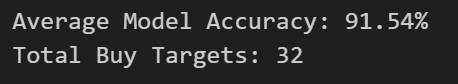 Average Model Accuracy: 91.54%
Total Buy Targets: 32